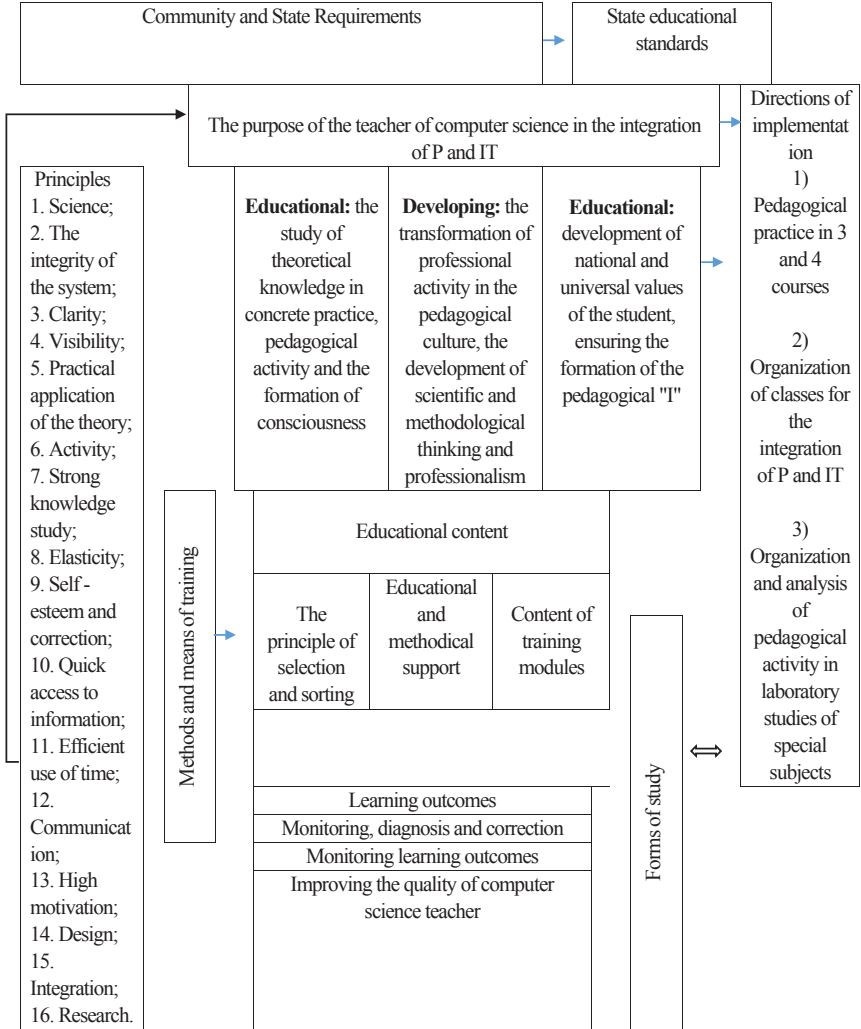 Community and State Requirements
State educational
standards
The purpose of the teacher of computer science in the integration
of P and IT
Directions of
implementat
ion
1)
Pedagogical
practice in 3
and 4
courses
2)
Organization
of classes for
the
integration
of P and IT
3)
Organization
and analysis
of
pedagogical
activity in
laboratory
studies of
special
subjects
Principles
1. Science;
2. The
integrity of
the system;
3. Clarity;
4. Visibility;
5. Practical
application
of the theory;
6. Activity;
7. Strong
knowledge
study;
8. Elasticity;
9. Self -
esteem and
correction;
10. Quick
access to
information;
11. Efficient
use of time;
12.
Communicat
ion;
13. High
motivation;
14. Design;
15.
Integration;
16. Research.
Educational: the
study of
theoretical
knowledge in
concrete practice,
pedagogical
activity and the
formation of
consciousness
Developing: the
transformation of
professional
activity in the
pedagogical
culture, the
development of
scientific and
methodological
thinking and
professionalism
Educational:
development of
national and
universal values
of the student,
ensuring the
formation of the
pedagogical "I"
Methods and means of training
Educational content
The
principle of
selection
and sorting
Educational
and
methodical
support
Content of
training
modules
Learning outcomes
Monitoring, diagnosis and correction
Monitoring learning outcomes
Improving the quality of computer
science teacher
Forms of study